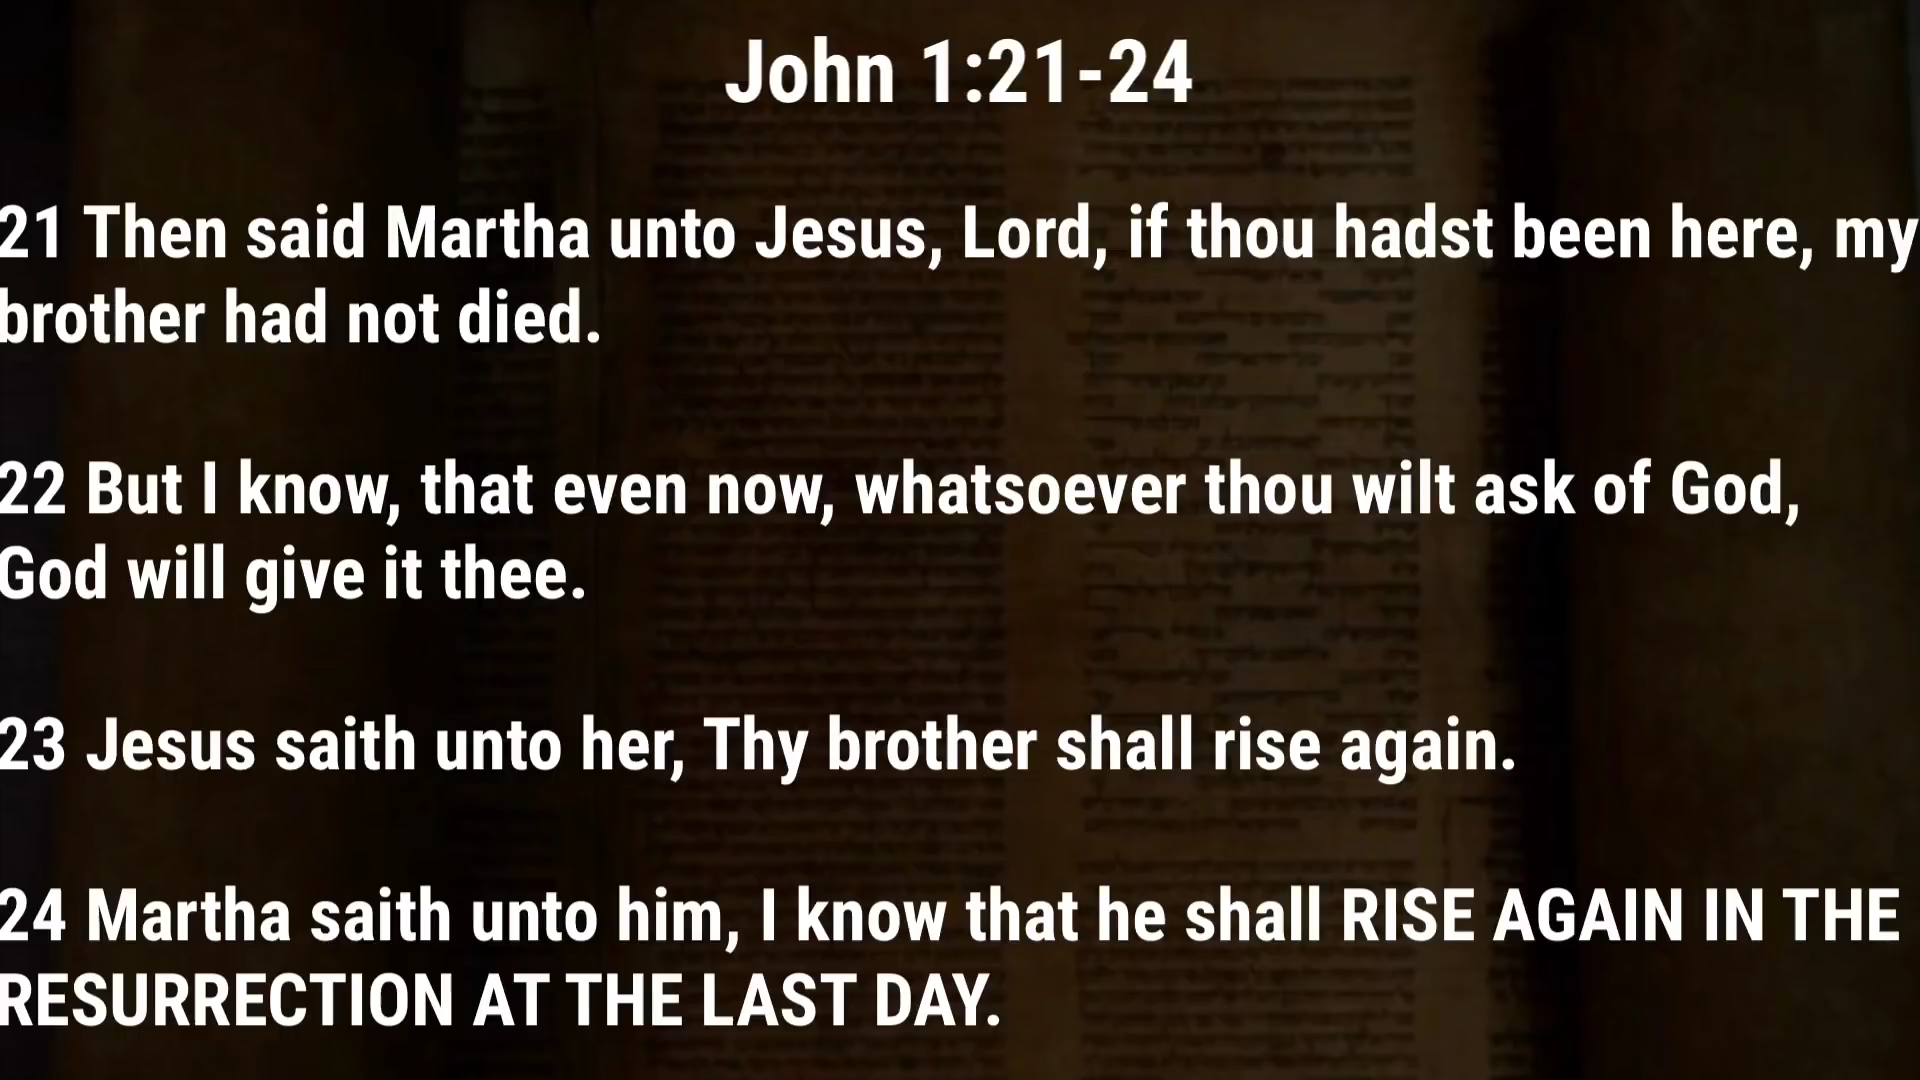 John 1:21-24
21 Then said Martha unto Jesus, Lord, if thou hadst been here, my
brother had not died.
22 But I know, that even now, whatsoever thou wilt ask of God,
God will give it thee.
23 Jesus saith unto her, Thy brother shall rise again.
24 Martha saith unto him, I know that he shall RISE AGAIN IN THE
RESURRECTION AT THE LAST DAY.